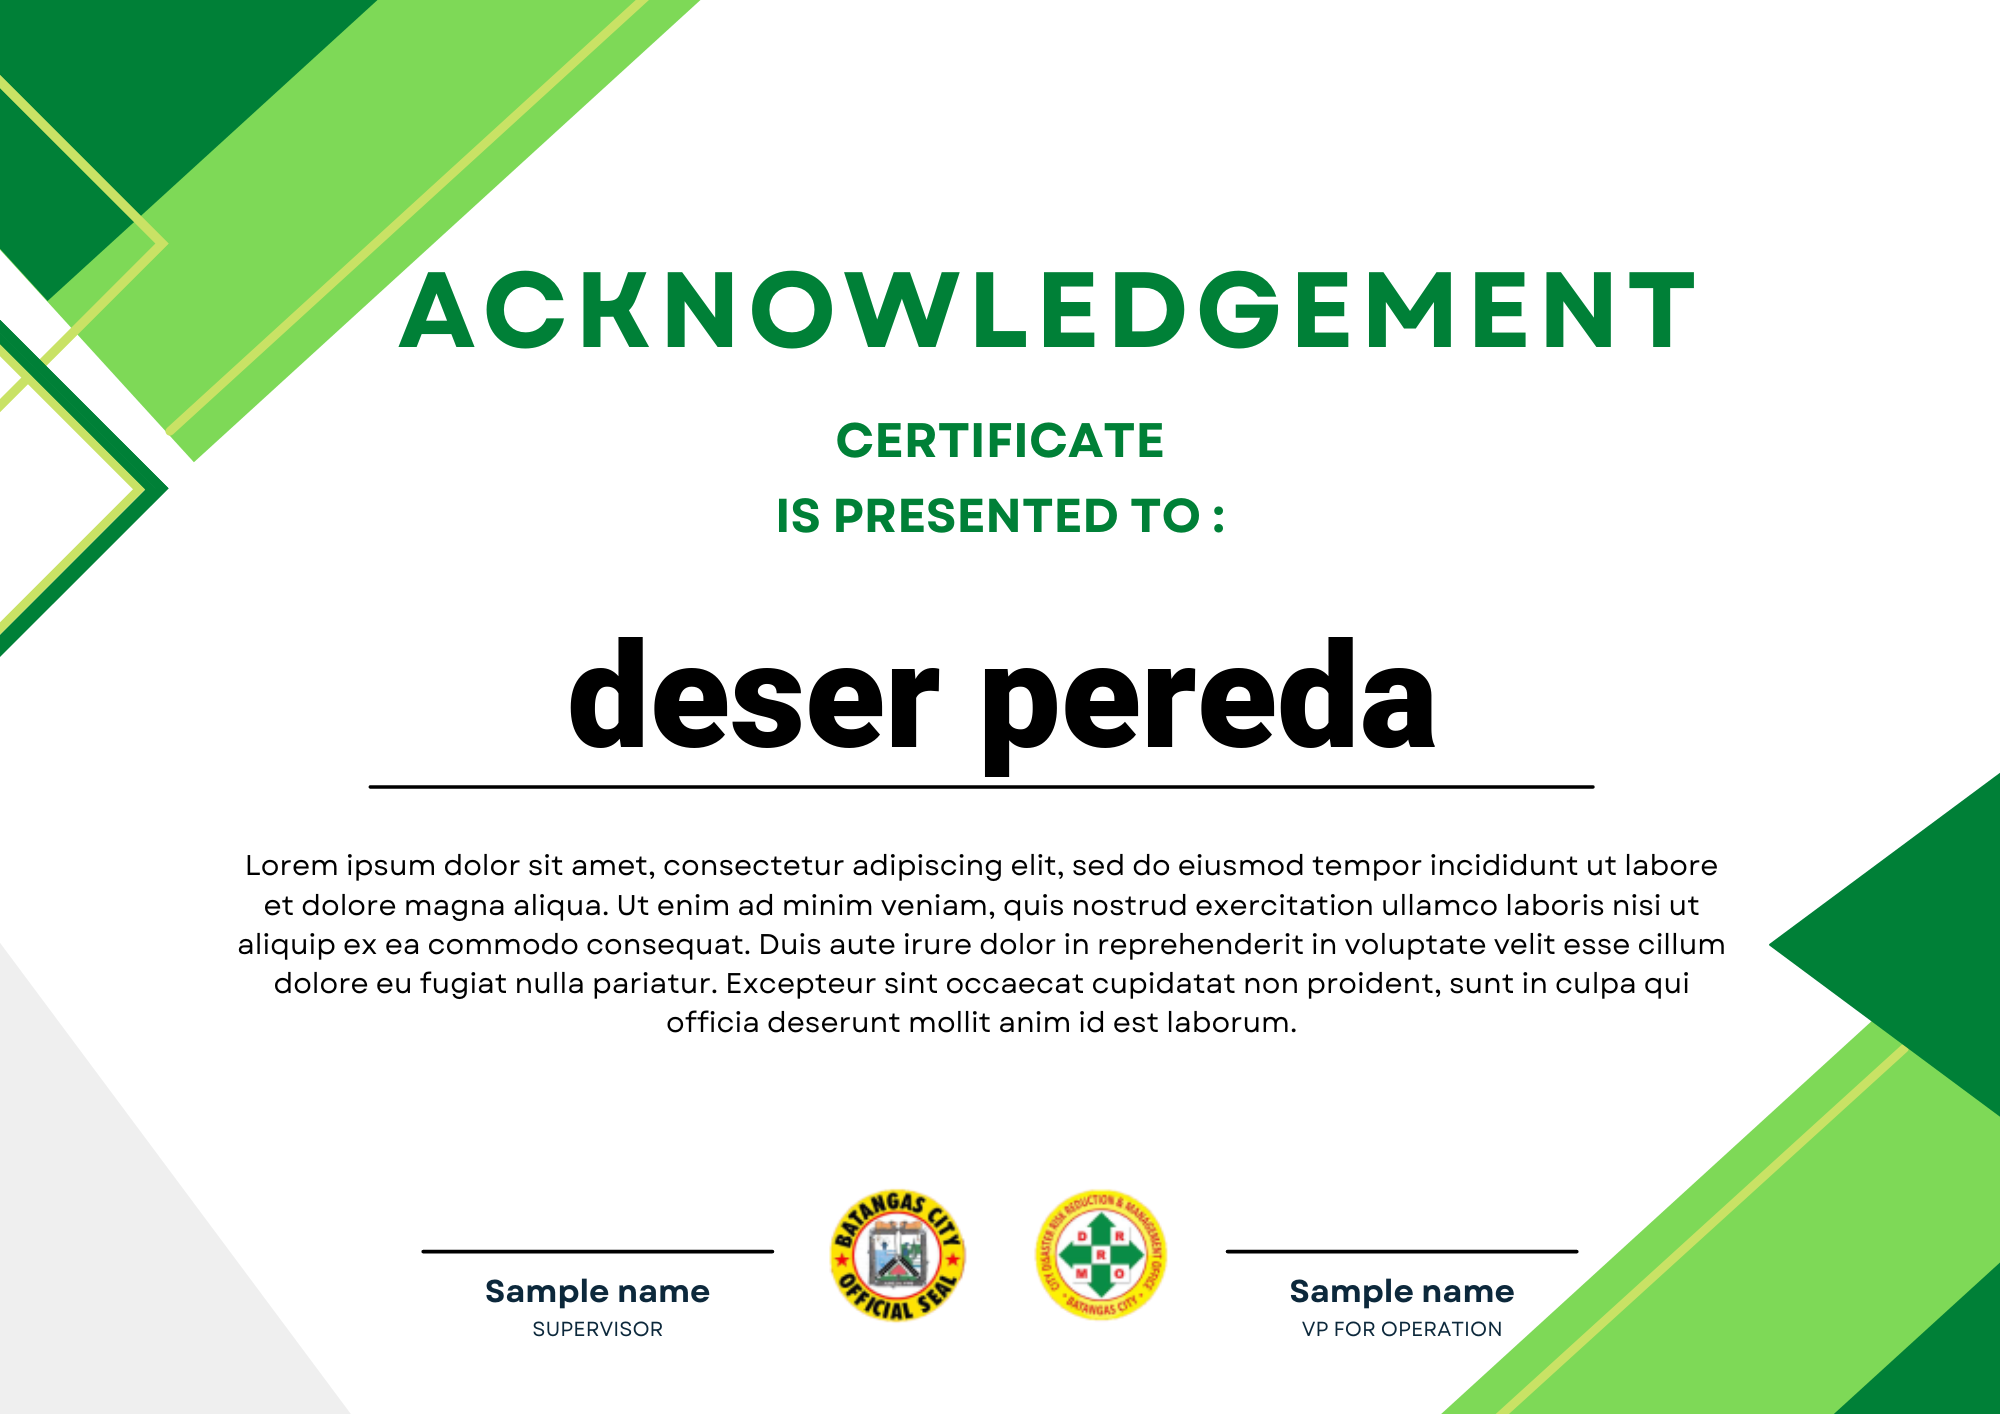 ACKNOWLEDGEMENT
CERTIFICATE
IS PRESENTED TO :
deser pereda
Lorem ipsum dolor sit amet, consectetur adipiscing elit, sed do eiusmod tempor incididunt ut labore
et dolore magna aliqua. Ut enim ad minim veniam, quis nostrud exercitation ullamco laboris nisi ut
aliquip ex ea commodo consequat. Duis aute irure dolor in reprehenderit in voluptate velit esse cillum
dolore eu fugiat nulla pariatur. Excepteur sint occaecat cupidatat non proident, sunt in culpa qui
officia deserunt mollit anim id est laborum.
BATANGAS CITY
OFFICIAL SEAL
CITY DISASTER RISK REDUCTION & MANAGEMENT OFFICE
D R
R
M O
BATANGAS CITY
Sample name
SUPERVISOR
Sample name
VP FOR OPERATION